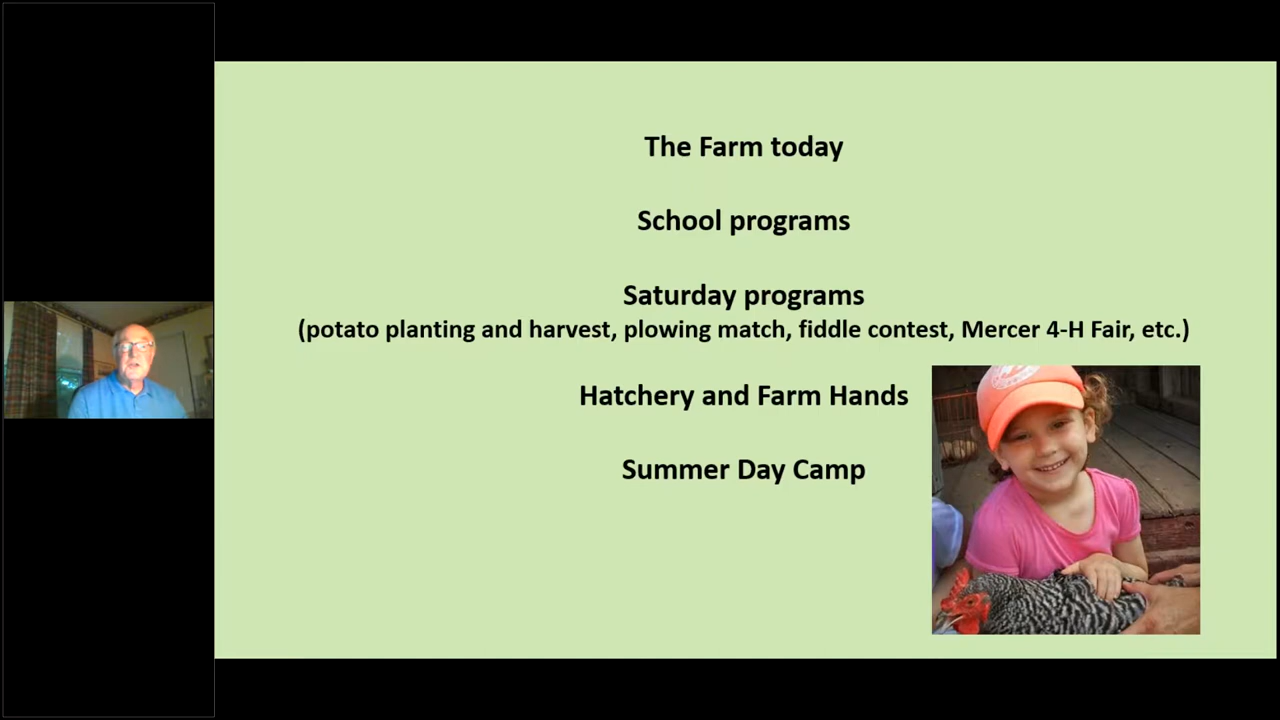 The Farm today
School programs
Saturday programs
(potato planting and harvest, plowing match, fiddle contest, Mercer 4-H Fair, etc.)
Hatchery and Farm Hands
Summer Day Camp